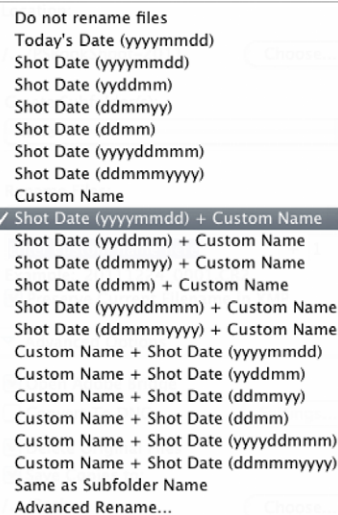 Do not rename files
Today's Date (yyyymmdd)
Shot Date (yyyymmdd)
Shot Date (yyddmm)
Shot Date (ddmmyy)
Shot Date (ddmm)
Shot Date (yyyyddmmm)
Shot Date (ddmmmyyyy)
Custom Name
✓ Shot Date (yyyymmdd) + Custom Name
Shot Date (yyddmm) + Custom Name
Shot Date (ddmmyy) + Custom Name
Shot Date (ddmm) + Custom Name
Shot Date (yyyyddmmm) + Custom Name
Shot Date (ddmmmyyyy) + Custom Name
Custom Name + Shot Date (yyyymmdd)
Custom Name + Shot Date (yyddmm)
Custom Name + Shot Date (ddmmyy)
Custom Name + Shot Date (ddmm)
Custom Name + Shot Date (yyyyddmmm)
Custom Name + Shot Date (ddmmmyyyy)
Same as Subfolder Name
Advanced Rename...